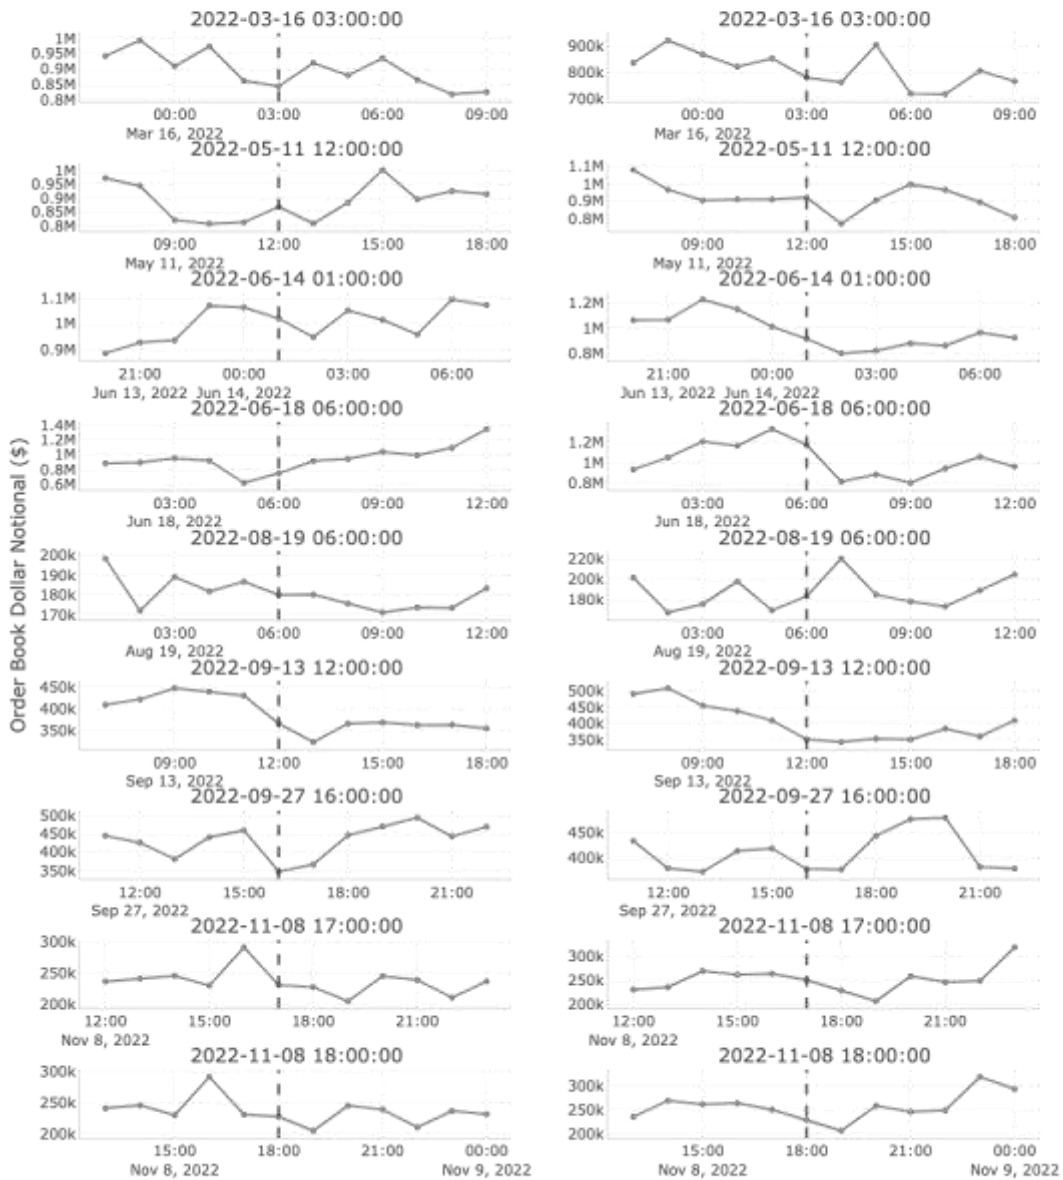 Order Book Dollar Notional ($)
2022-03-16 03:00:00
1M
0.95M
0.9M
0.85M
0.8M
00:00 03:00 06:00 09:00
Mar 16, 2022
2022-03-16 03:00:00
900k
800k
700k
00:00 03:00 06:00 09:00
Mar 16, 2022
2022-05-11 12:00:00
1M
0.95M
0.9M
0.85M
0.8M
09:00 12:00 15:00 18:00
May 11, 2022
2022-05-11 12:00:00
1.1M
1M
0.9M
0.8M
09:00 12:00 15:00 18:00
May 11, 2022
2022-06-14 01:00:00
1.1M
1M
0.9M
21:00 00:00 03:00 06:00
Jun 13, 2022 Jun 14, 2022
2022-06-14 01:00:00
1.2M
1M
0.8M
21:00 00:00 03:00 06:00
Jun 13, 2022 Jun 14, 2022
2022-06-18 06:00:00
1.4M
1.2M
1M
0.8M
0.6M
03:00 06:00 09:00 12:00
Jun 18, 2022
2022-06-18 06:00:00
1.2M
1M
0.8M
03:00 06:00 09:00 12:00
Jun 18, 2022
2022-08-19 06:00:00
200k
190k
180k
170k
03:00 06:00 09:00 12:00
Aug 19, 2022
2022-08-19 06:00:00
220k
200k
180k
03:00 06:00 09:00 12:00
Aug 19, 2022
2022-09-13 12:00:00
450k
400k
350k
09:00 12:00 15:00 18:00
Sep 13, 2022
2022-09-13 12:00:00
500k
450k
400k
350k
09:00 12:00 15:00 18:00
Sep 13, 2022
2022-09-27 16:00:00
500k
450k
400k
350k
12:00 15:00 18:00 21:00
Sep 27, 2022
2022-09-27 16:00:00
450k
400k
12:00 15:00 18:00 21:00
Sep 27, 2022
2022-11-08 17:00:00
300k
250k
200k
12:00 15:00 18:00 21:00
Nov 8, 2022
2022-11-08 17:00:00
300k
250k
200k
12:00 15:00 18:00 21:00
Nov 8, 2022
2022-11-08 18:00:00
300k
250k
200k
15:00 18:00 21:00 00:00
Nov 8, 2022 Nov 9, 2022
2022-11-08 18:00:00
300k
250k
200k
15:00 18:00 21:00 00:00
Nov 8, 2022 Nov 9, 2022